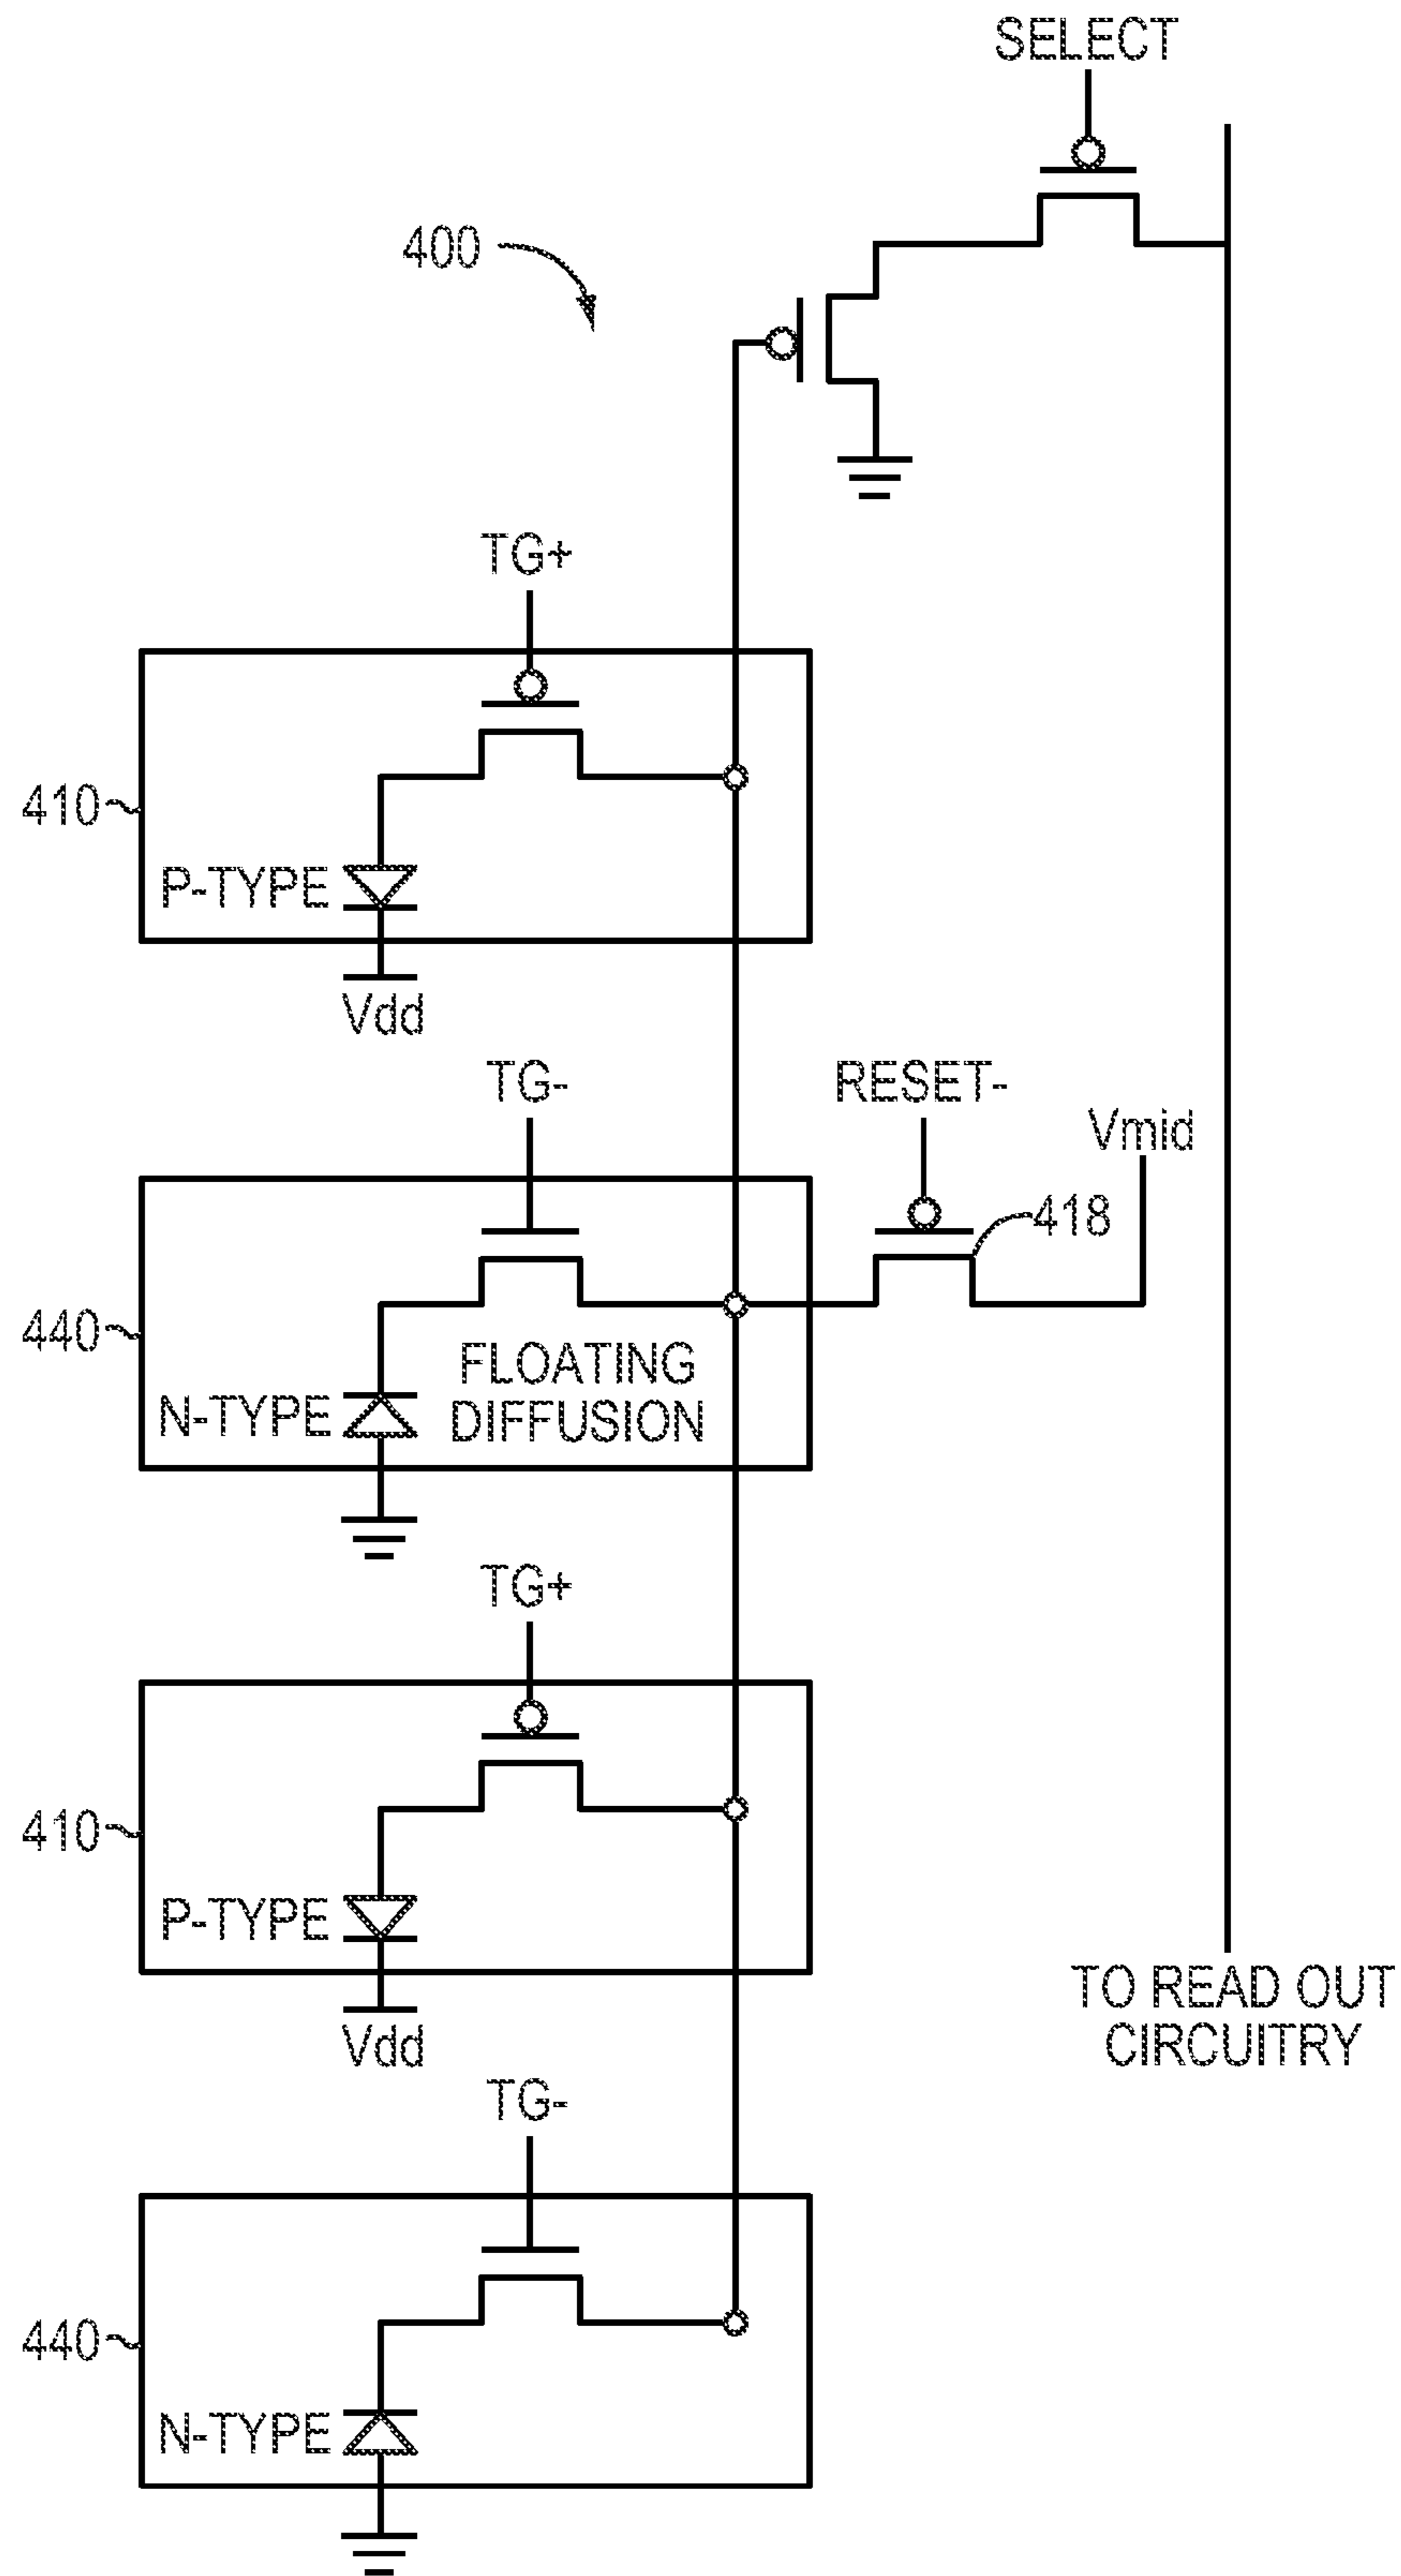 SELECT
400
TG+
410
P-TYPE
Vdd
TG-
RESET-
Vmid
418
440
FLOATING
DIFFUSION
N-TYPE
TG+
410
P-TYPE
Vdd
TO READ OUT
CIRCUITRY
TG-
440
N-TYPE